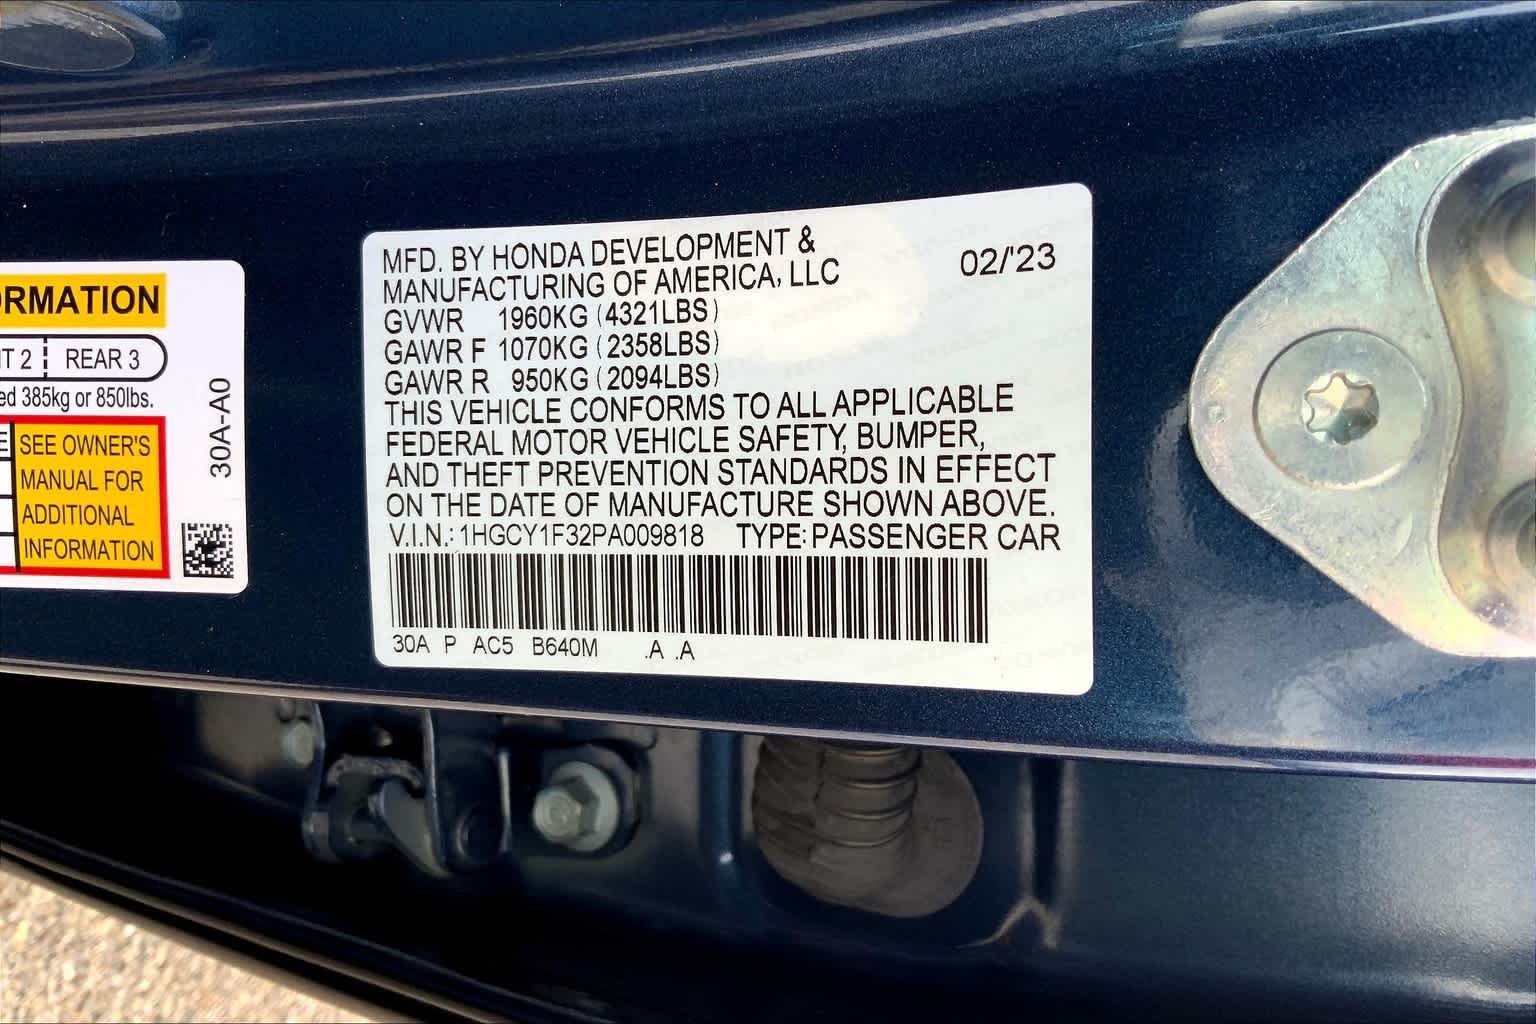 ORMATION
T 2 REAR 3
ed 385kg or 850lbs.
E
SEE OWNER'S
MANUAL FOR
ADDITIONAL
INFORMATION
30A-A0
MFD. BY HONDA DEVELOPMENT &
MANUFACTURING OF AMERICA, LLC
02/'23
GVWR 1960KG (4321LBS)
GAWR F 1070KG (2358LBS)
GAWR R 950KG (2094LBS)
THIS VEHICLE CONFORMS TO ALL APPLICABLE
FEDERAL MOTOR VEHICLE SAFETY, BUMPER,
AND THEFT PREVENTION STANDARDS IN EFFECT
ON THE DATE OF MANUFACTURE SHOWN ABOVE.
V.I.N.: 1HGCY1F32PA009818 TYPE: PASSENGER CAR
30A P AC5 B640M .A .A